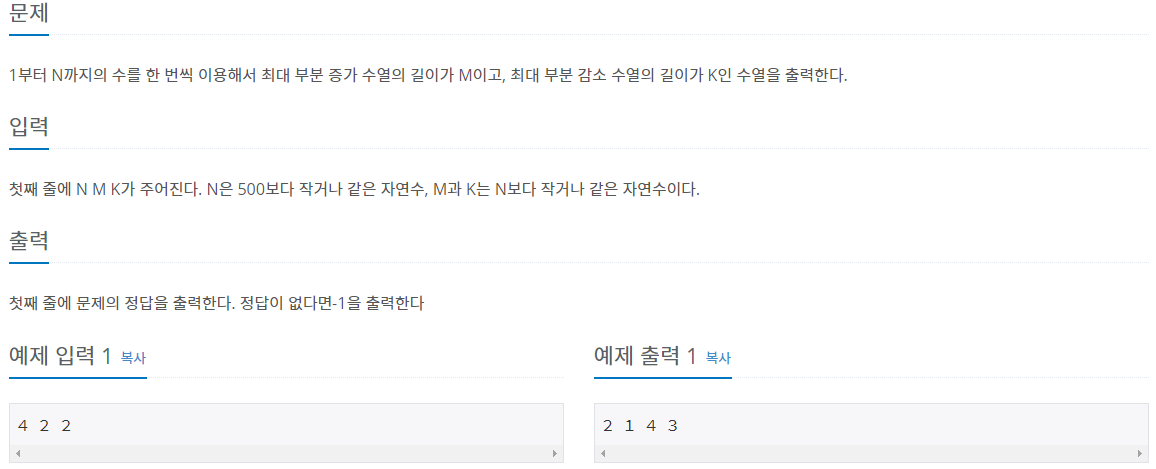 문제
1부터 N까지의 수를 한 번씩 이용해서 최대 부분 증가 수열의 길이가 M이고, 최대 부분 감소 수열의 길이가 K인 수열을 출력한다.
입력
첫째 줄에 N M K가 주어진다. N은 500보다 작거나 같은 자연수, M과 K는 N보다 작거나 같은 자연수이다.
출력
첫째 줄에 문제의 정답을 출력한다. 정답이 없다면-1을 출력한다
예제 입력 1 복사
4 2 2
예제 출력 1 복사
2 1 4 3